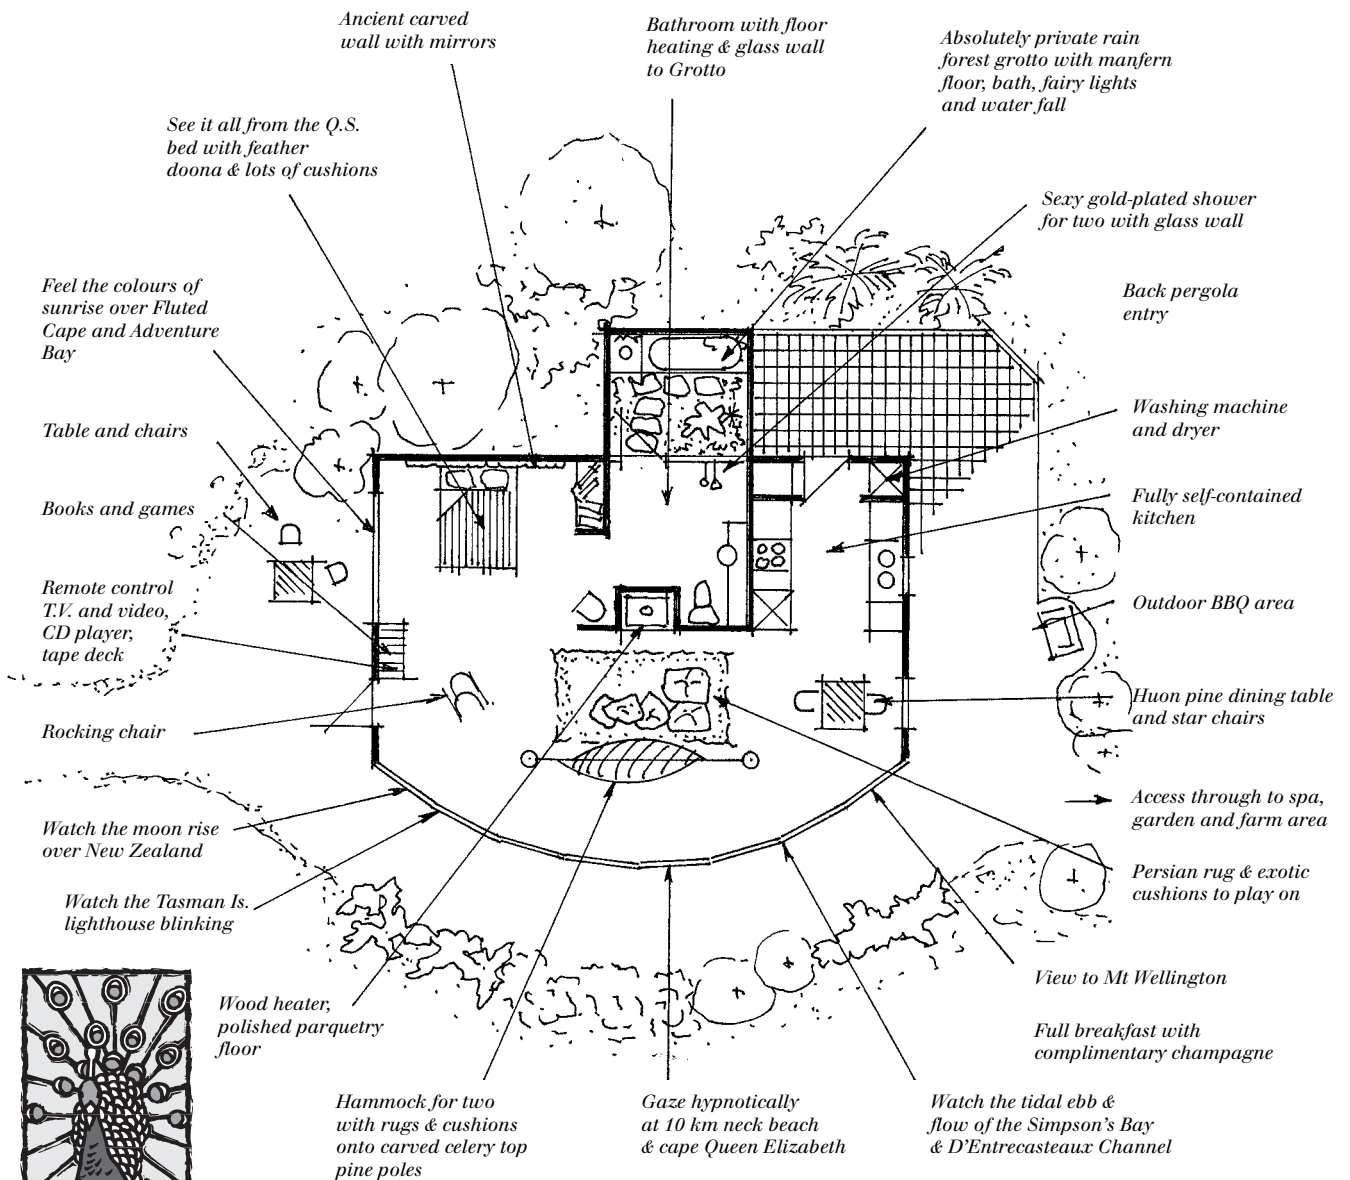 Ancient carved
wall with mirrors
Bathroom with floor
heating & glass wall
to Grotto
Absolutely private rain
forest grotto with manfern
floor, bath, fairy lights
and water fall
See it all from the Q.S.
bed with feather
doona & lots of cushions
Sexy gold-plated shower
for two with glass wall
Feel the colours of
sunrise over Fluted
Cape and Adventure
Bay
Back pergola
entry
Table and chairs
Washing machine
and dryer
Books and games
Fully self-contained
kitchen
Remote control
T.V. and video,
CD player,
tape deck
Outdoor BBQ area
Rocking chair
Huon pine dining table
and star chairs
Watch the moon rise
over New Zealand
Access through to spa,
garden and farm area
Watch the Tasman Is.
lighthouse blinking
Persian rug & exotic
cushions to play on
Wood heater,
polished parquetry
floor
View to Mt Wellington
Full breakfast with
complimentary champagne
Hammock for two
with rugs & cushions
onto carved celery top
pine poles
Gaze hypnotically
at 10 km neck beach
& cape Queen Elizabeth
Watch the tidal ebb &
flow of the Simpson's Bay
& D'Entrecasteaux Channel